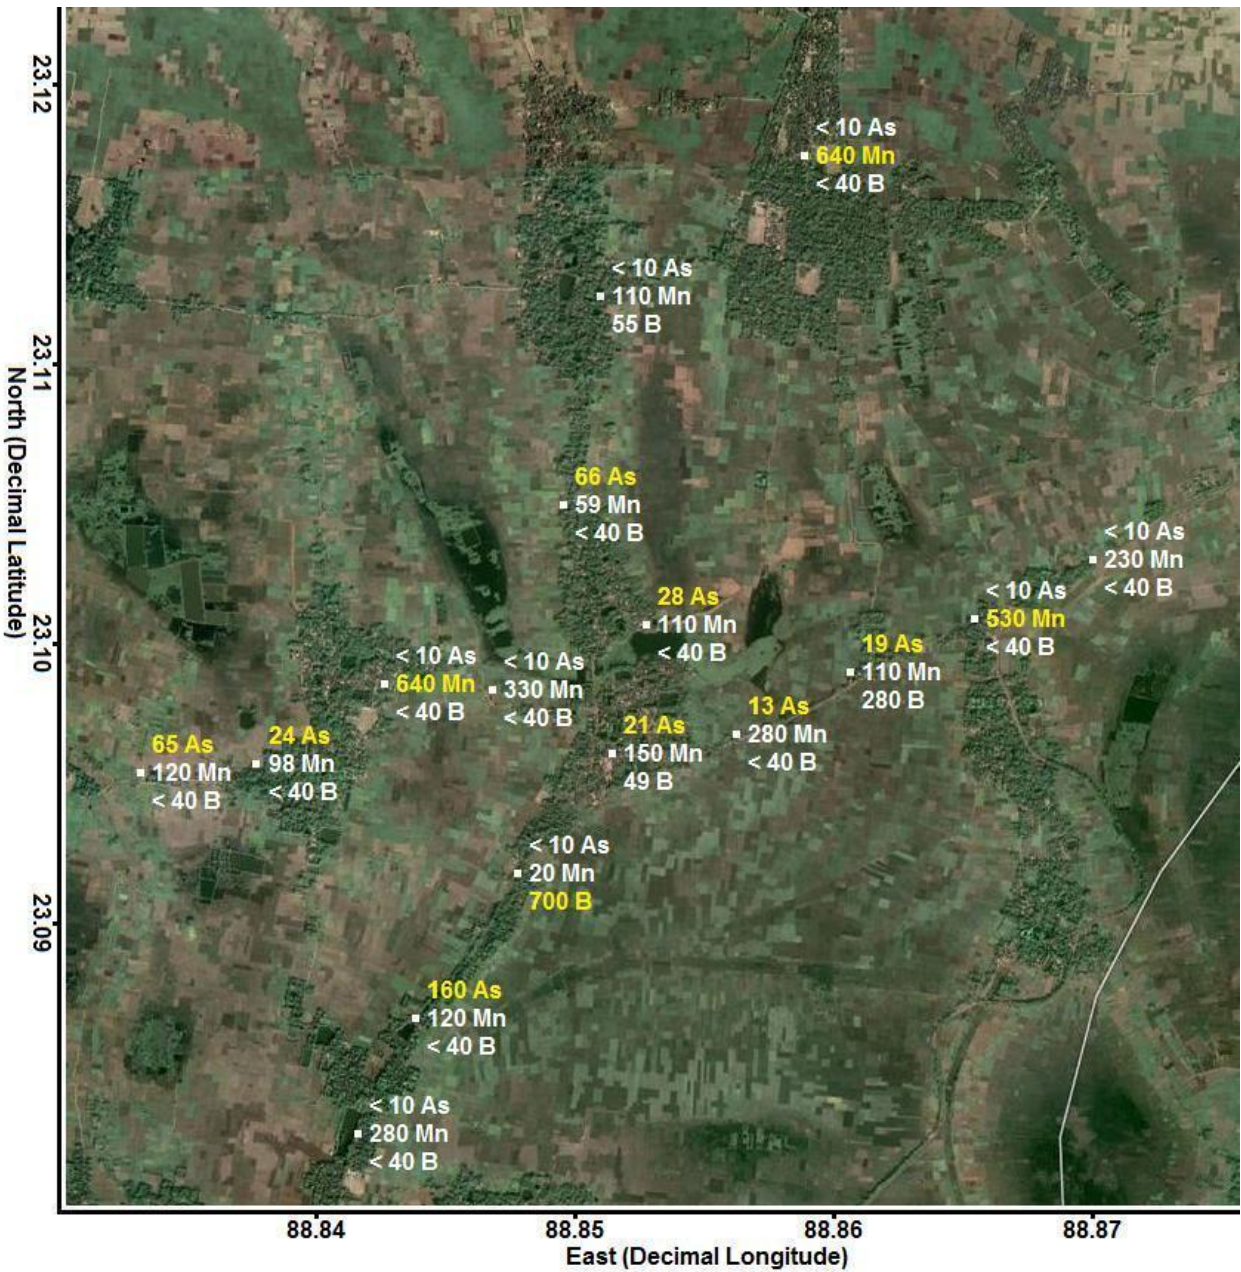 23.12
< 10 As
640 Mn
< 40 B
< 10 As
110 Mn
55 B
23.11
North (Decimal Latitude)
66 As
59 Mn
< 40 B
< 10 As
230 Mn
< 40 B
28 As
110 Mn
< 40 B
< 10 As
530 Mn
< 40 B
23.10
19 As
110 Mn
280 B
< 10 As
640 Mn
< 40 B
< 10 As
330 Mn
< 40 B
13 As
280 Mn
< 40 B
21 As
150 Mn
49 B
24 As
98 Mn
< 40 B
65 As
120 Mn
< 40 B
< 10 As
20 Mn
700 B
23.09
160 As
120 Mn
< 40 B
< 10 As
280 Mn
< 40 B
88.84 88.85 88.86 88.87
East (Decimal Longitude)